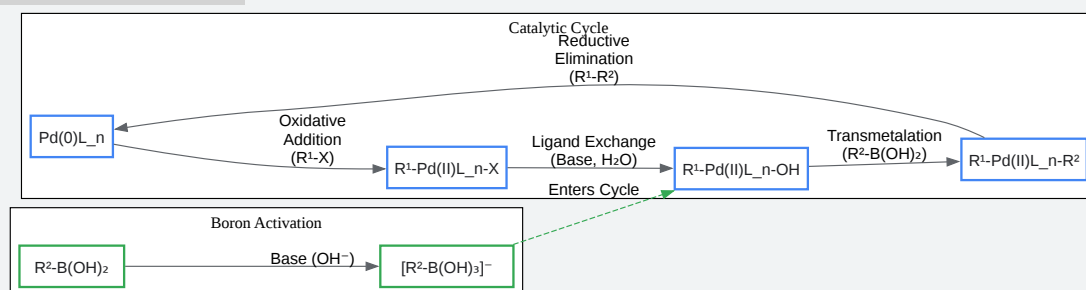 Catalytic Cycle
Reductive
Elimination
(R¹-R²)
Pd(0)L_n
Oxidative
Addition
(R¹-X)
R¹-Pd(II)L_n-X
Ligand Exchange
(Base, H₂O)
R¹-Pd(II)L_n-OH
Transmetalation
(R²-B(OH)₂)
R¹-Pd(II)L_n-R²
Enters Cycle
Boron Activation
R²-B(OH)₂
Base (OH⁻)
[R²-B(OH)₃]⁻